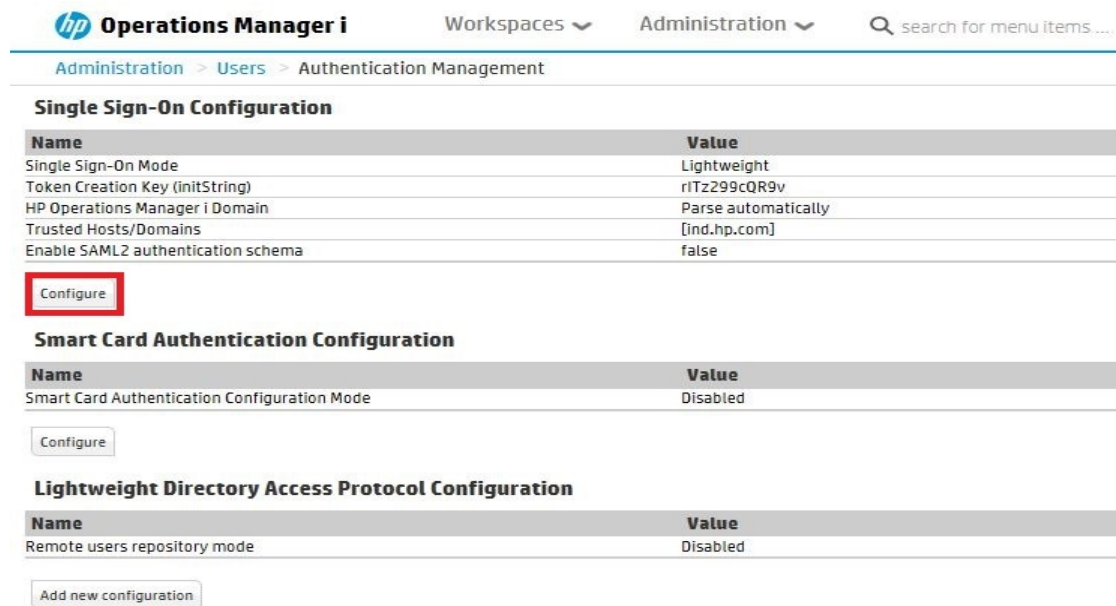 hp Operations Manager i Workspaces Administration search for menu items ...
Administration > Users > Authentication Management
Single Sign-On Configuration
Name Value
Single Sign-On Mode Lightweight
Token Creation Key (initString) rITz299cQR9v
HP Operations Manager i Domain Parse automatically
Trusted Hosts/Domains [ind.hp.com]
Enable SAML2 authentication schema false
Configure
Smart Card Authentication Configuration
Name Value
Smart Card Authentication Configuration Mode Disabled
Configure
Lightweight Directory Access Protocol Configuration
Name Value
Remote users repository mode Disabled
Add new configuration